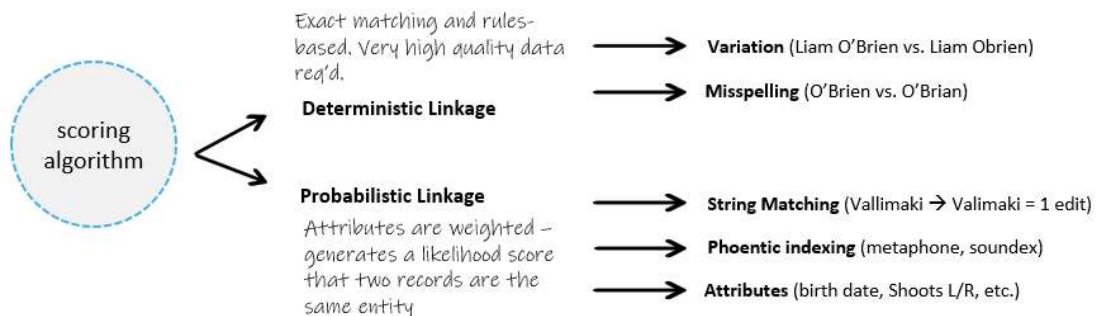 scoring
algorithm
Exact matching and rules-
based. Very high quality data
req'd.
Deterministic Linkage
Variation (Liam O'Brien vs. Liam Obrien)
Misspelling (O'Brien vs. O'Brian)
Probabilistic Linkage
Attributes are weighted –
generates a likelihood score
that two records are the
same entity
String Matching (Vallimaki → Valimaki = 1 edit)
Phoentic indexing (metaphone, soundex)
Attributes (birth date, Shoots L/R, etc.)